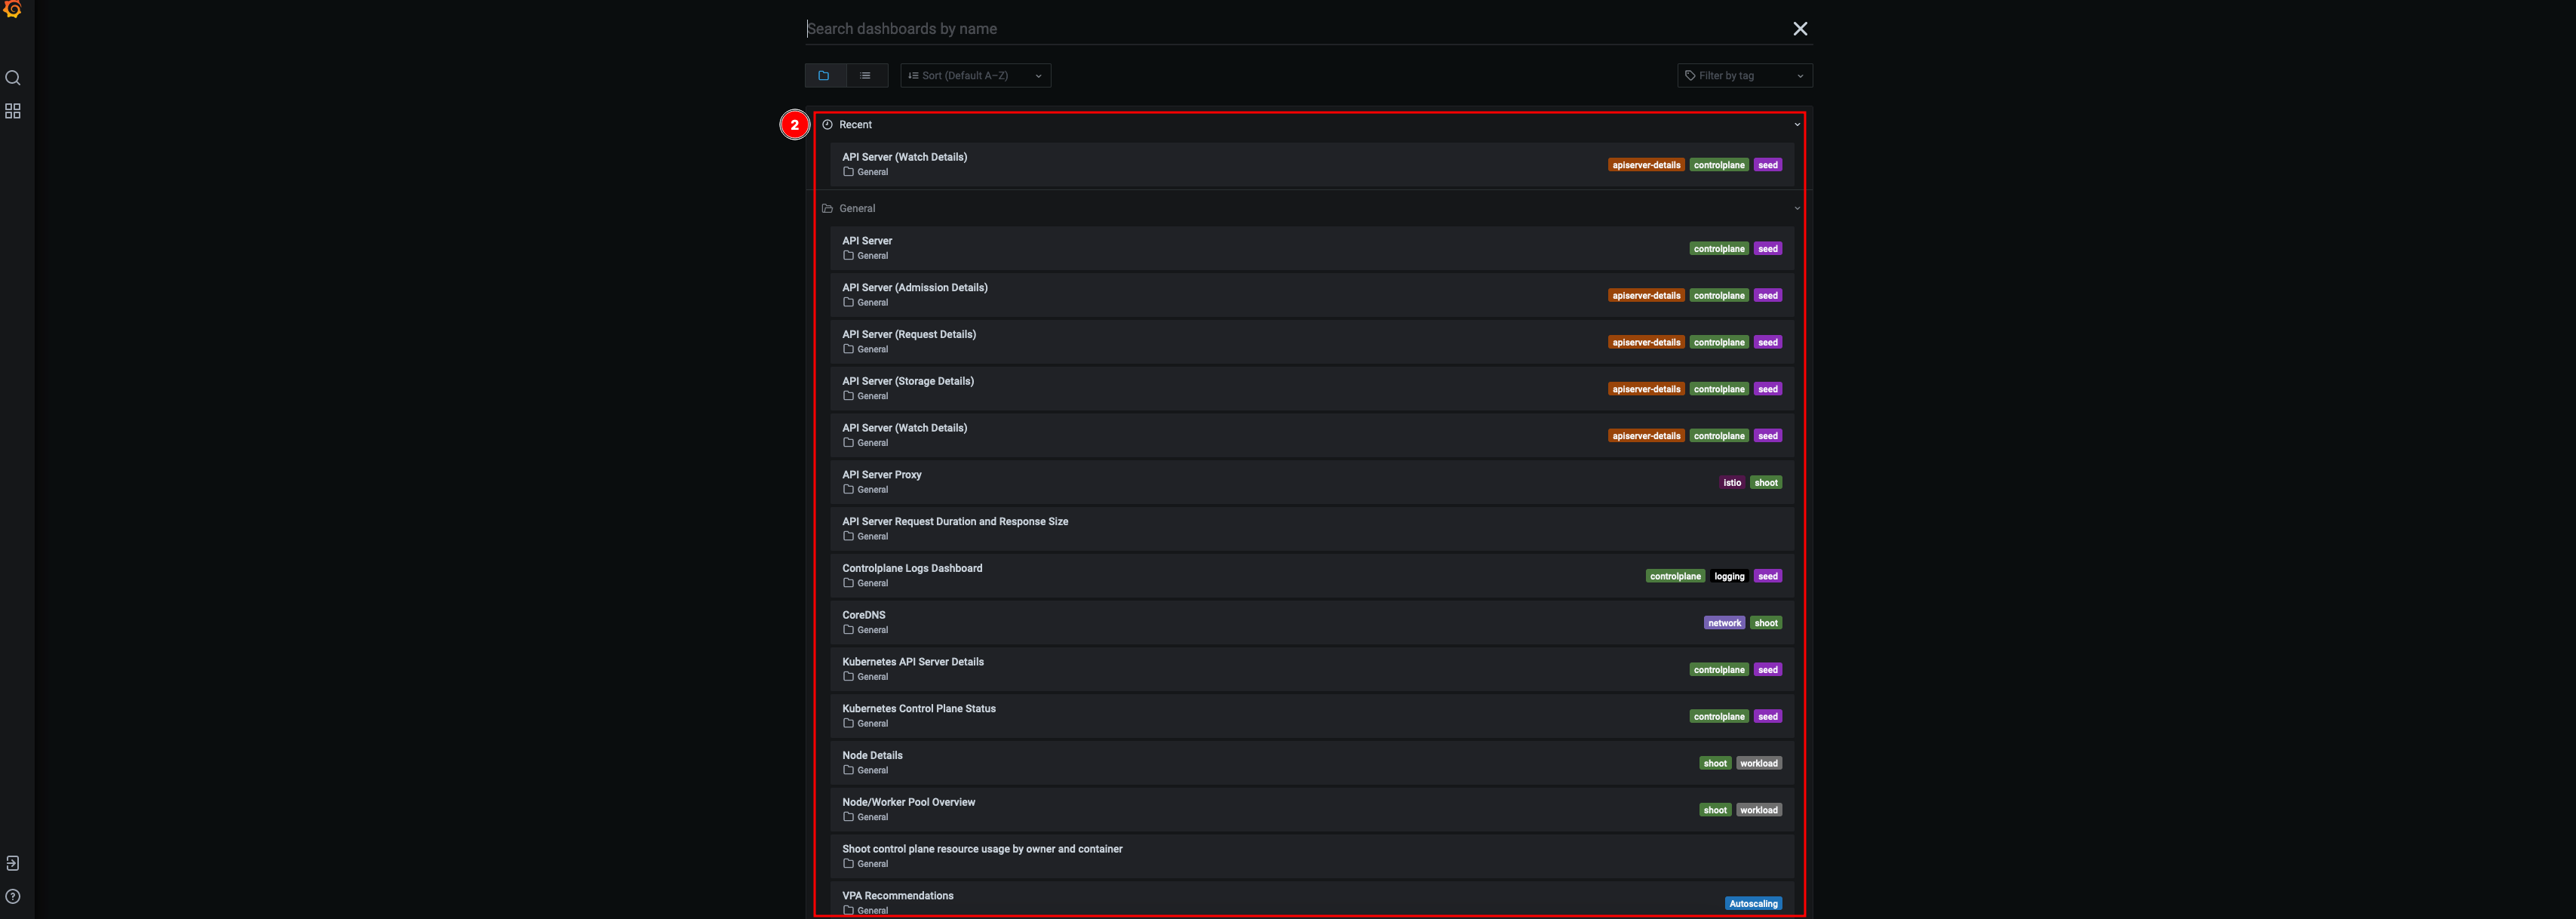 Search dashboards by name
Sort (Default A–Z)
Filter by tag
2
Recent
API Server (Watch Details)
General
apiserver-details controlplane seed
General
API Server
General
controlplane seed
API Server (Admission Details)
General
apiserver-details controlplane seed
API Server (Request Details)
General
apiserver-details controlplane seed
API Server (Storage Details)
General
apiserver-details controlplane seed
API Server (Watch Details)
General
apiserver-details controlplane seed
API Server Proxy
General
istio shoot
API Server Request Duration and Response Size
General
Controlplane Logs Dashboard
General
controlplane logging seed
CoreDNS
General
network shoot
Kubernetes API Server Details
General
controlplane seed
Kubernetes Control Plane Status
General
controlplane seed
Node Details
General
shoot workload
Node/Worker Pool Overview
General
shoot workload
Shoot control plane resource usage by owner and container
General
VPA Recommendations
General
Autoscaling